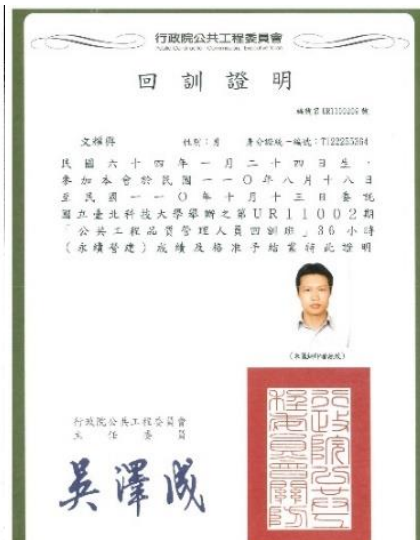 行政院公共工程委員會
Public Construction Commission, Executive Yuan
回訓證明
性別：男 身分證統一編號：T122255364
民國六十四年一月二十四日生，
參加本會於民國一一〇年八月十八日
至民國一一〇年十月十三日委託
國立臺北科技大學舉辦之第UR11002期
「公共工程品質管理人員回訓班」36小時
（永續營建）成績及格准予結業特此證明
行政院公共工程委員會
主任委員
吳澤成